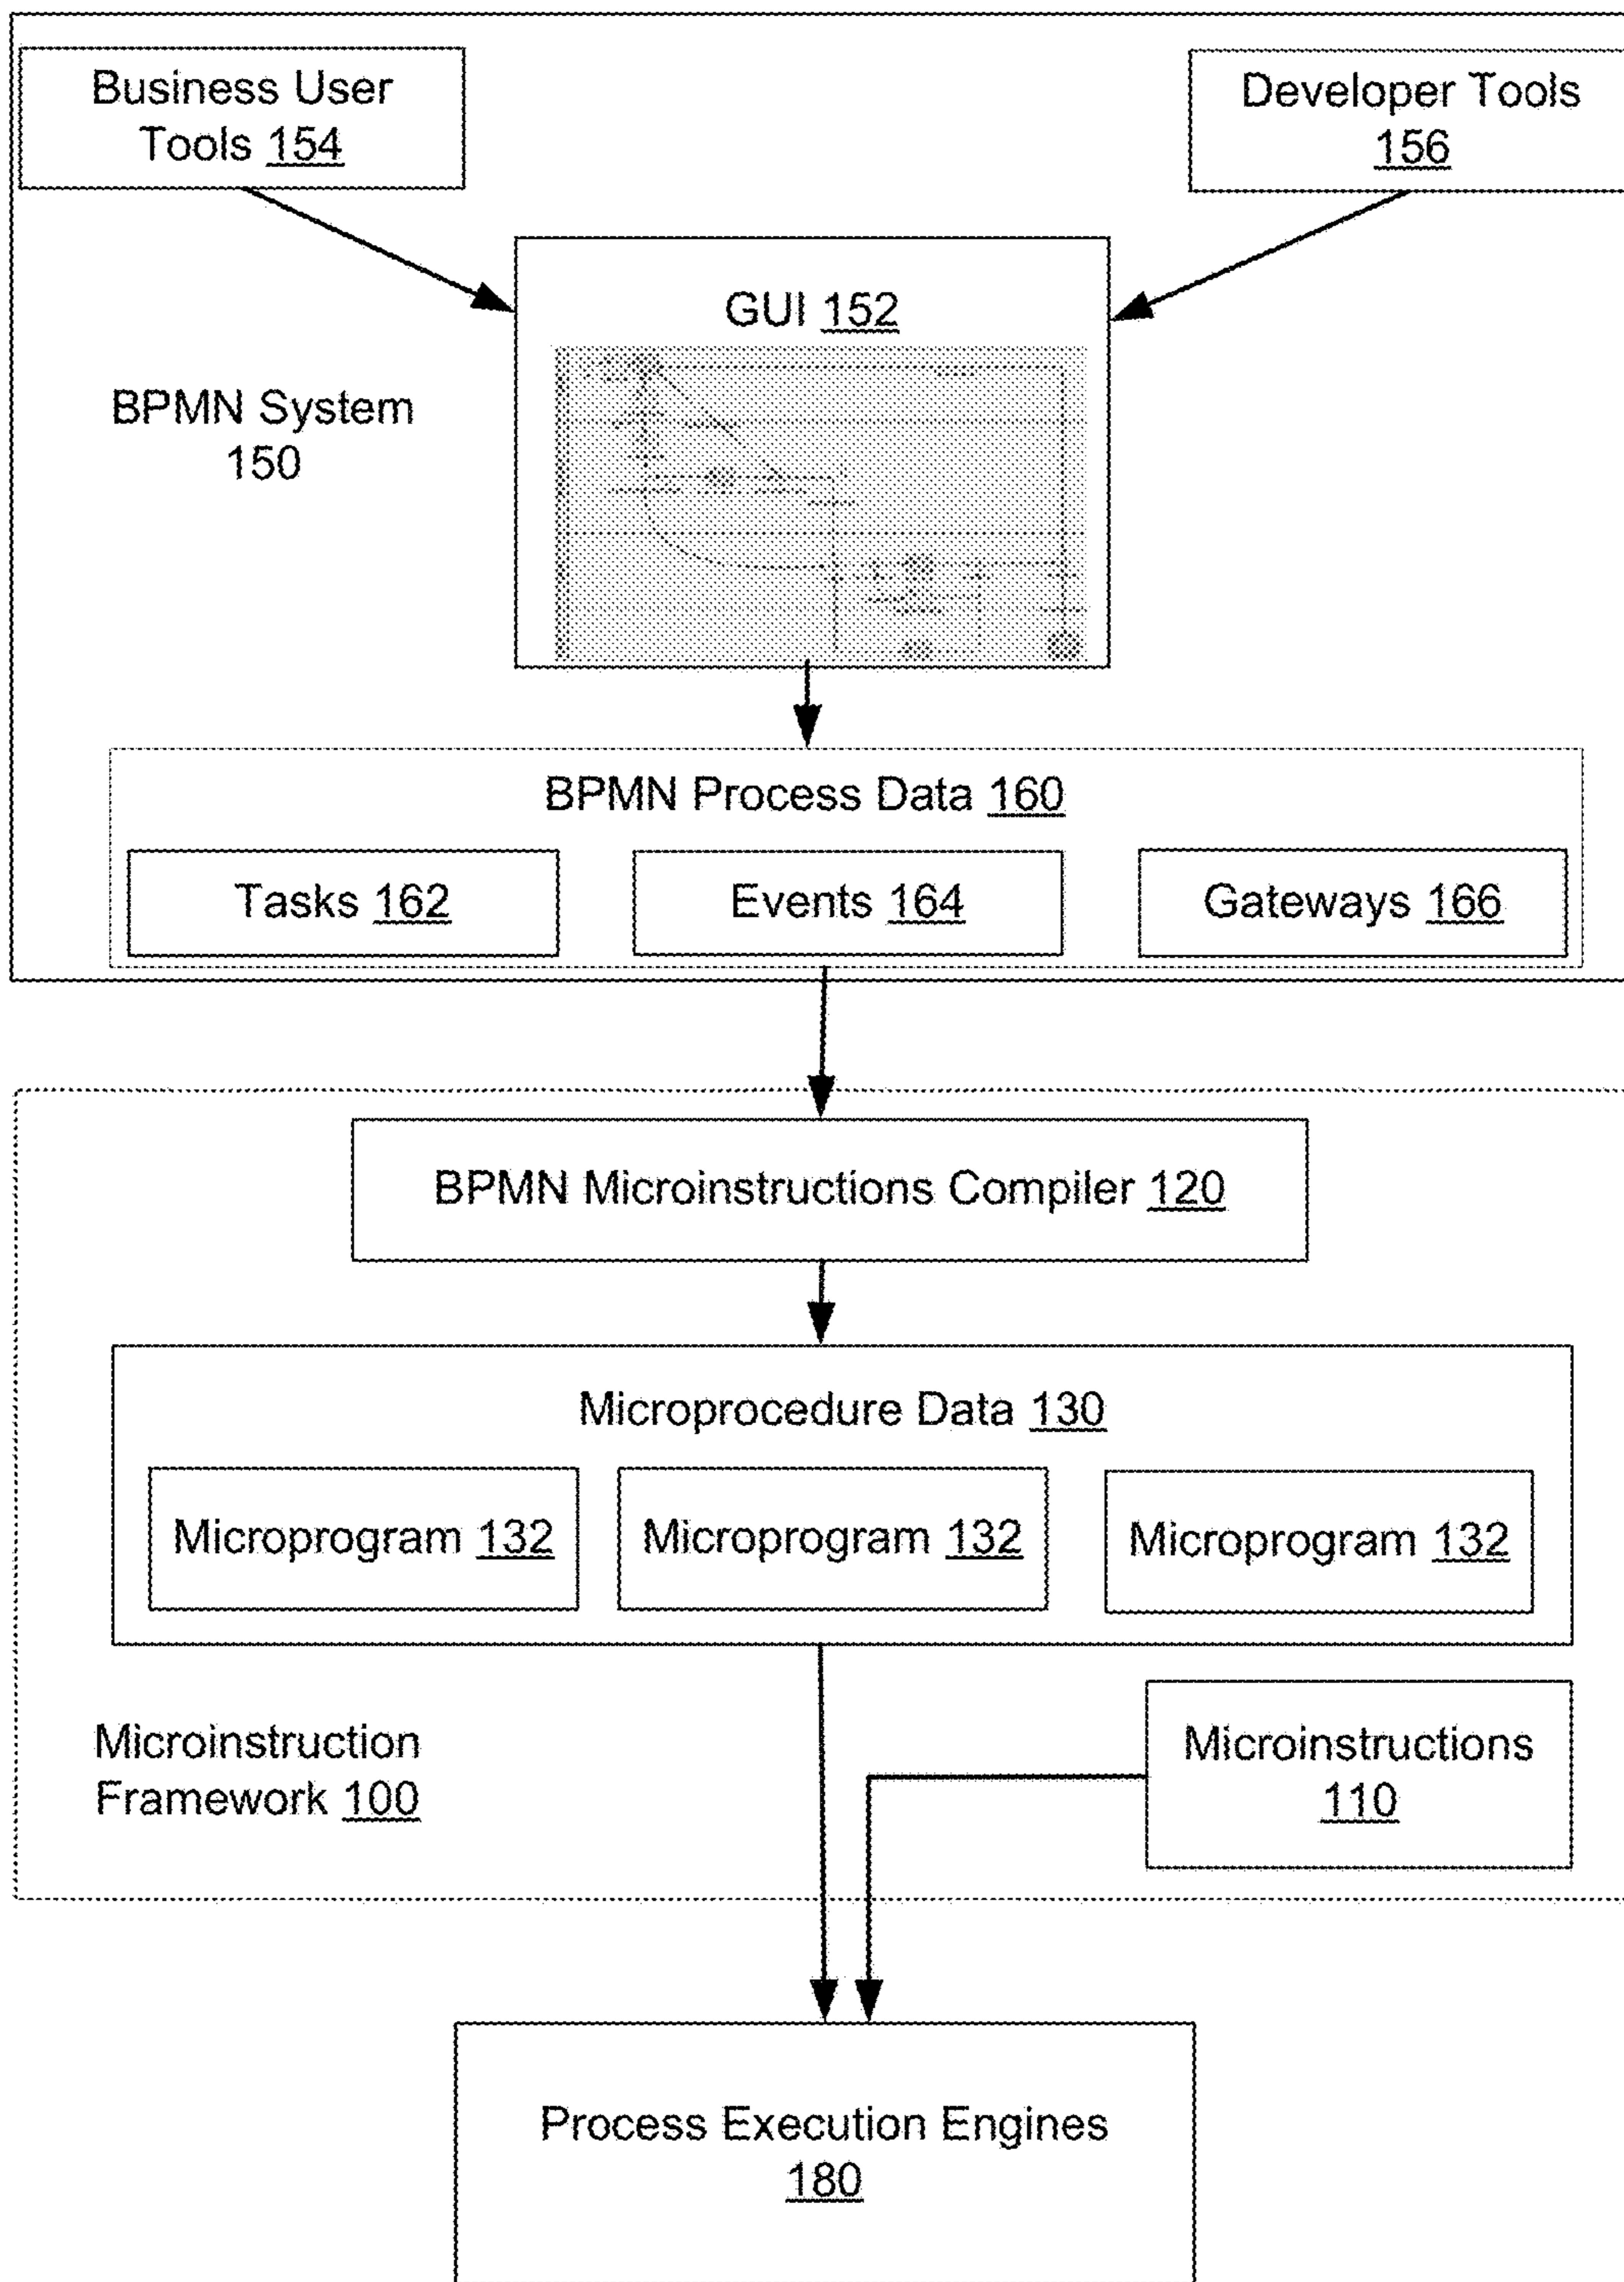 Business User
Tools 154
Developer Tools
156
GUI 152
BPMN System
150
BPMN Process Data 160
Tasks 162
Events 164
Gateways 166
BPMN Microinstructions Compiler 120
Microprocedure Data 130
Microprogram 132
Microprogram 132
Microprogram 132
Microinstruction
Framework 100
Microinstructions
110
Process Execution Engines
180